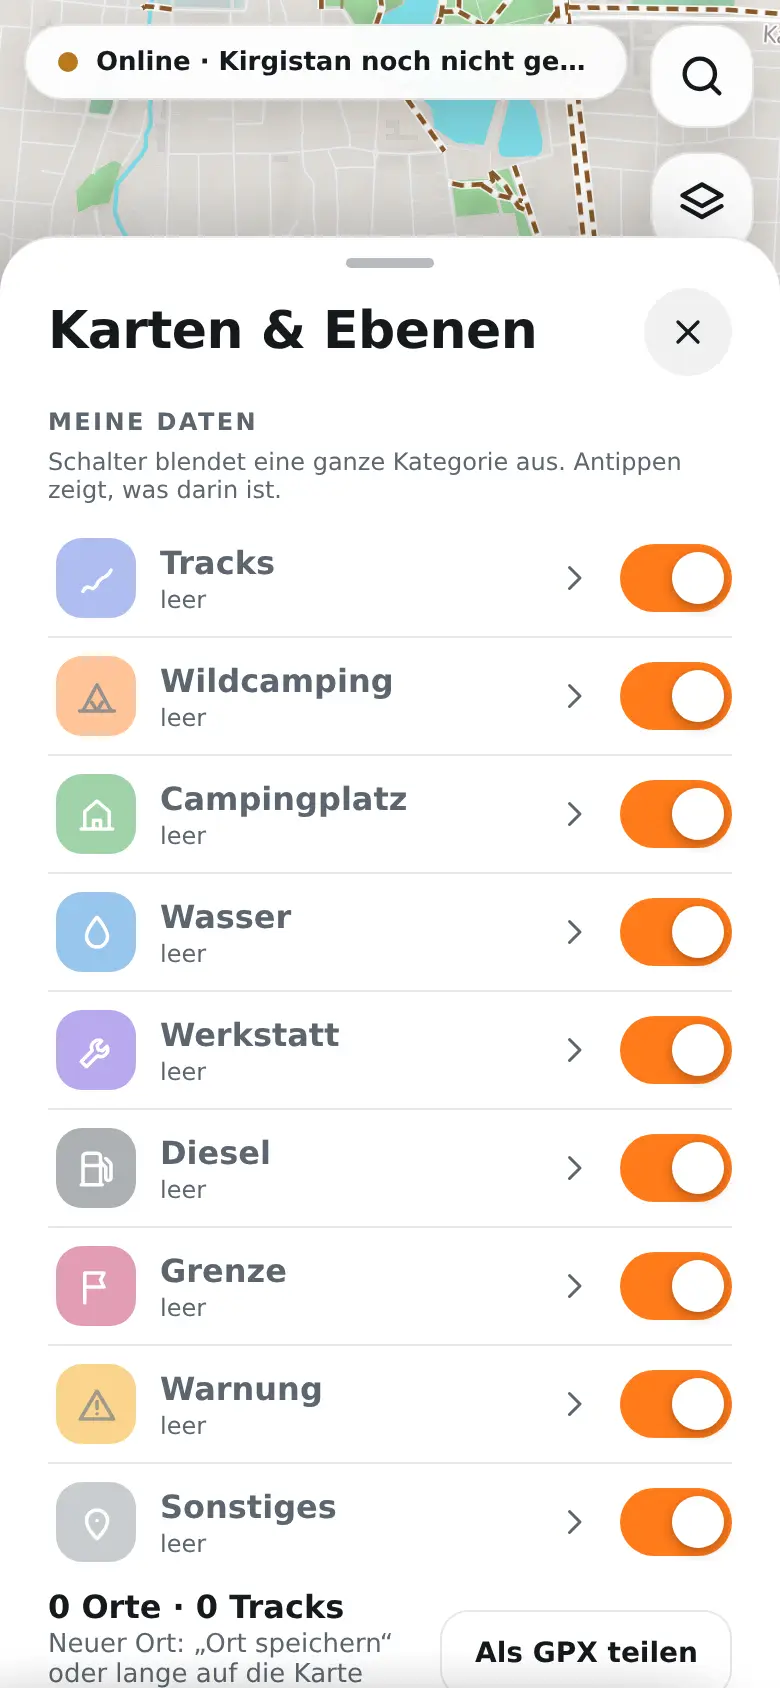 Online · Kirgistan noch nicht ge...
Karten & Ebenen
MEINE DATEN
Schalter blendet eine ganze Kategorie aus. Antippen
zeigt, was darin ist.
Tracks
leer
Wildcamping
leer
Campingplatz
leer
Wasser
leer
Werkstatt
leer
Diesel
leer
Grenze
leer
Warnung
leer
Sonstiges
leer
0 Orte · 0 Tracks
Neuer Ort: „Ort speichern“
oder lange auf die Karte
Als GPX teilen